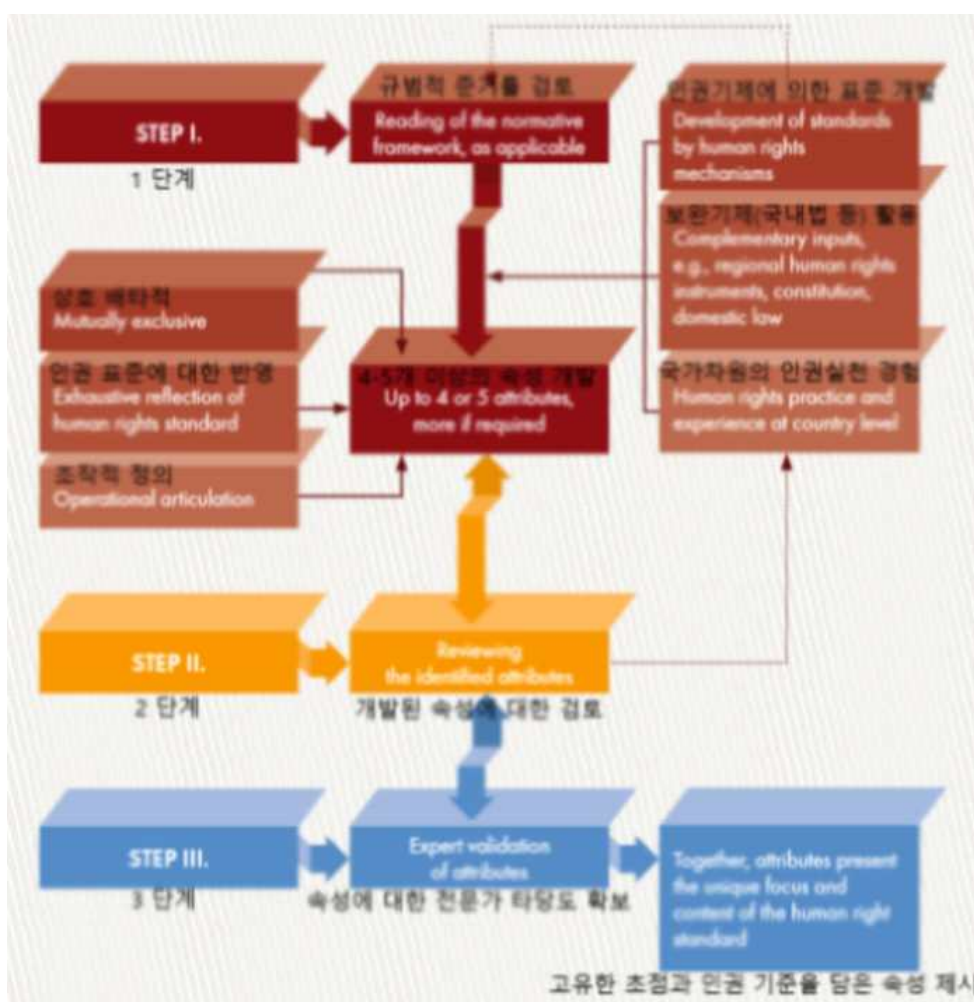 규범적 준거틀 검토
STEP I.
Reading of the normative
framework, as applicable
1 단계
인권기제에 의한 표준 개발
Development of standards
by human rights
mechanisms
보완기제(국내법 등) 활용
Complementary inputs,
e.g., regional human rights
instruments, constitution,
domestic law
국가차원의 인권실천 경험
Human rights practice and
experience at country level
상호 배타적
Mutually exclusive
인권 표준에 대한 반영
Exhaustive reflection of
human rights standard
조작적 정의
Operational articulation
4-5개 이상의 속성 개발
Up to 4 or 5 attributes,
more if required
STEP II.
Reviewing
the identified attributes
2 단계
개발된 속성에 대한 검토
STEP III.
Expert validation
of attributes
3 단계
속성에 대한 전문가 타당도 확보
Together, attributes present
the unique focus and
content of the human right
standard
고유한 초점과 인권 기준을 담은 속성 제시